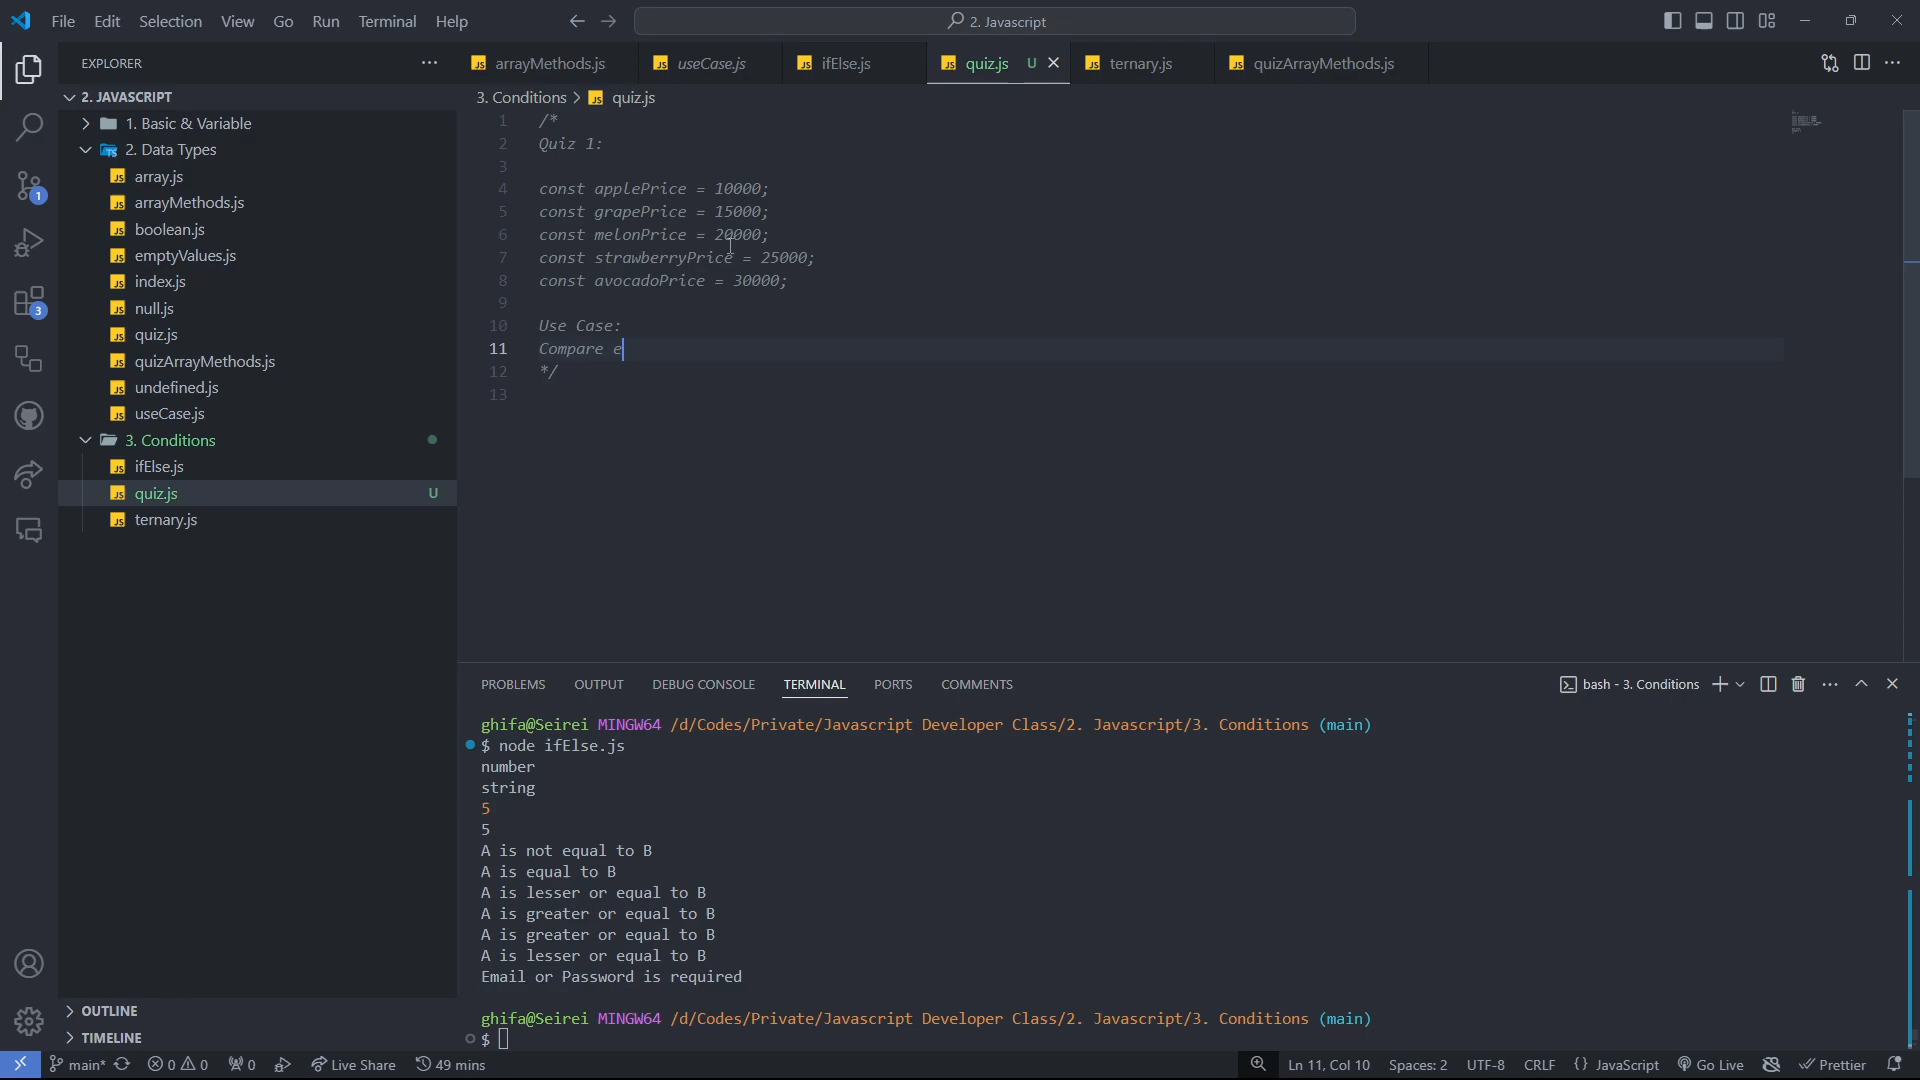 File Edit Selection View Go Run Terminal Help
2. Javascript
EXPLORER
2. JAVASCRIPT
1. Basic & Variable
2. Data Types
array.js
arrayMethods.js
boolean.js
emptyValues.js
index.js
null.js
quiz.js
quizArrayMethods.js
undefined.js
useCase.js
3. Conditions
ifElse.js
quiz.js U
ternary.js
OUTLINE
TIMELINE
1
3
arrayMethods.js useCase.js ifElse.js quiz.js U ternary.js quizArrayMethods.js
3. Conditions > quiz.js
1 /*
2 Quiz 1:
3
4 const applePrice = 10000;
5 const grapePrice = 15000;
6 const melonPrice = 20000;
7 const strawberryPrice = 25000;
8 const avocadoPrice = 30000;
9
10 Use Case:
11 Compare e
12 */
13
PROBLEMS OUTPUT DEBUG CONSOLE TERMINAL PORTS COMMENTS
bash - 3. Conditions
ghifa@Seirei MINGW64 /d/Codes/Private/Javascript Developer Class/2. Javascript/3. Conditions (main)
$ node ifElse.js
number
string
5
5
A is not equal to B
A is equal to B
A is lesser or equal to B
A is greater or equal to B
A is greater or equal to B
A is lesser or equal to B
Email or Password is required
ghifa@Seirei MINGW64 /d/Codes/Private/Javascript Developer Class/2. Javascript/3. Conditions (main)
$
main* 0 0 0 Live Share 49 mins Ln 11, Col 10 Spaces: 2 UTF-8 CRLF {} JavaScript Go Live Prettier